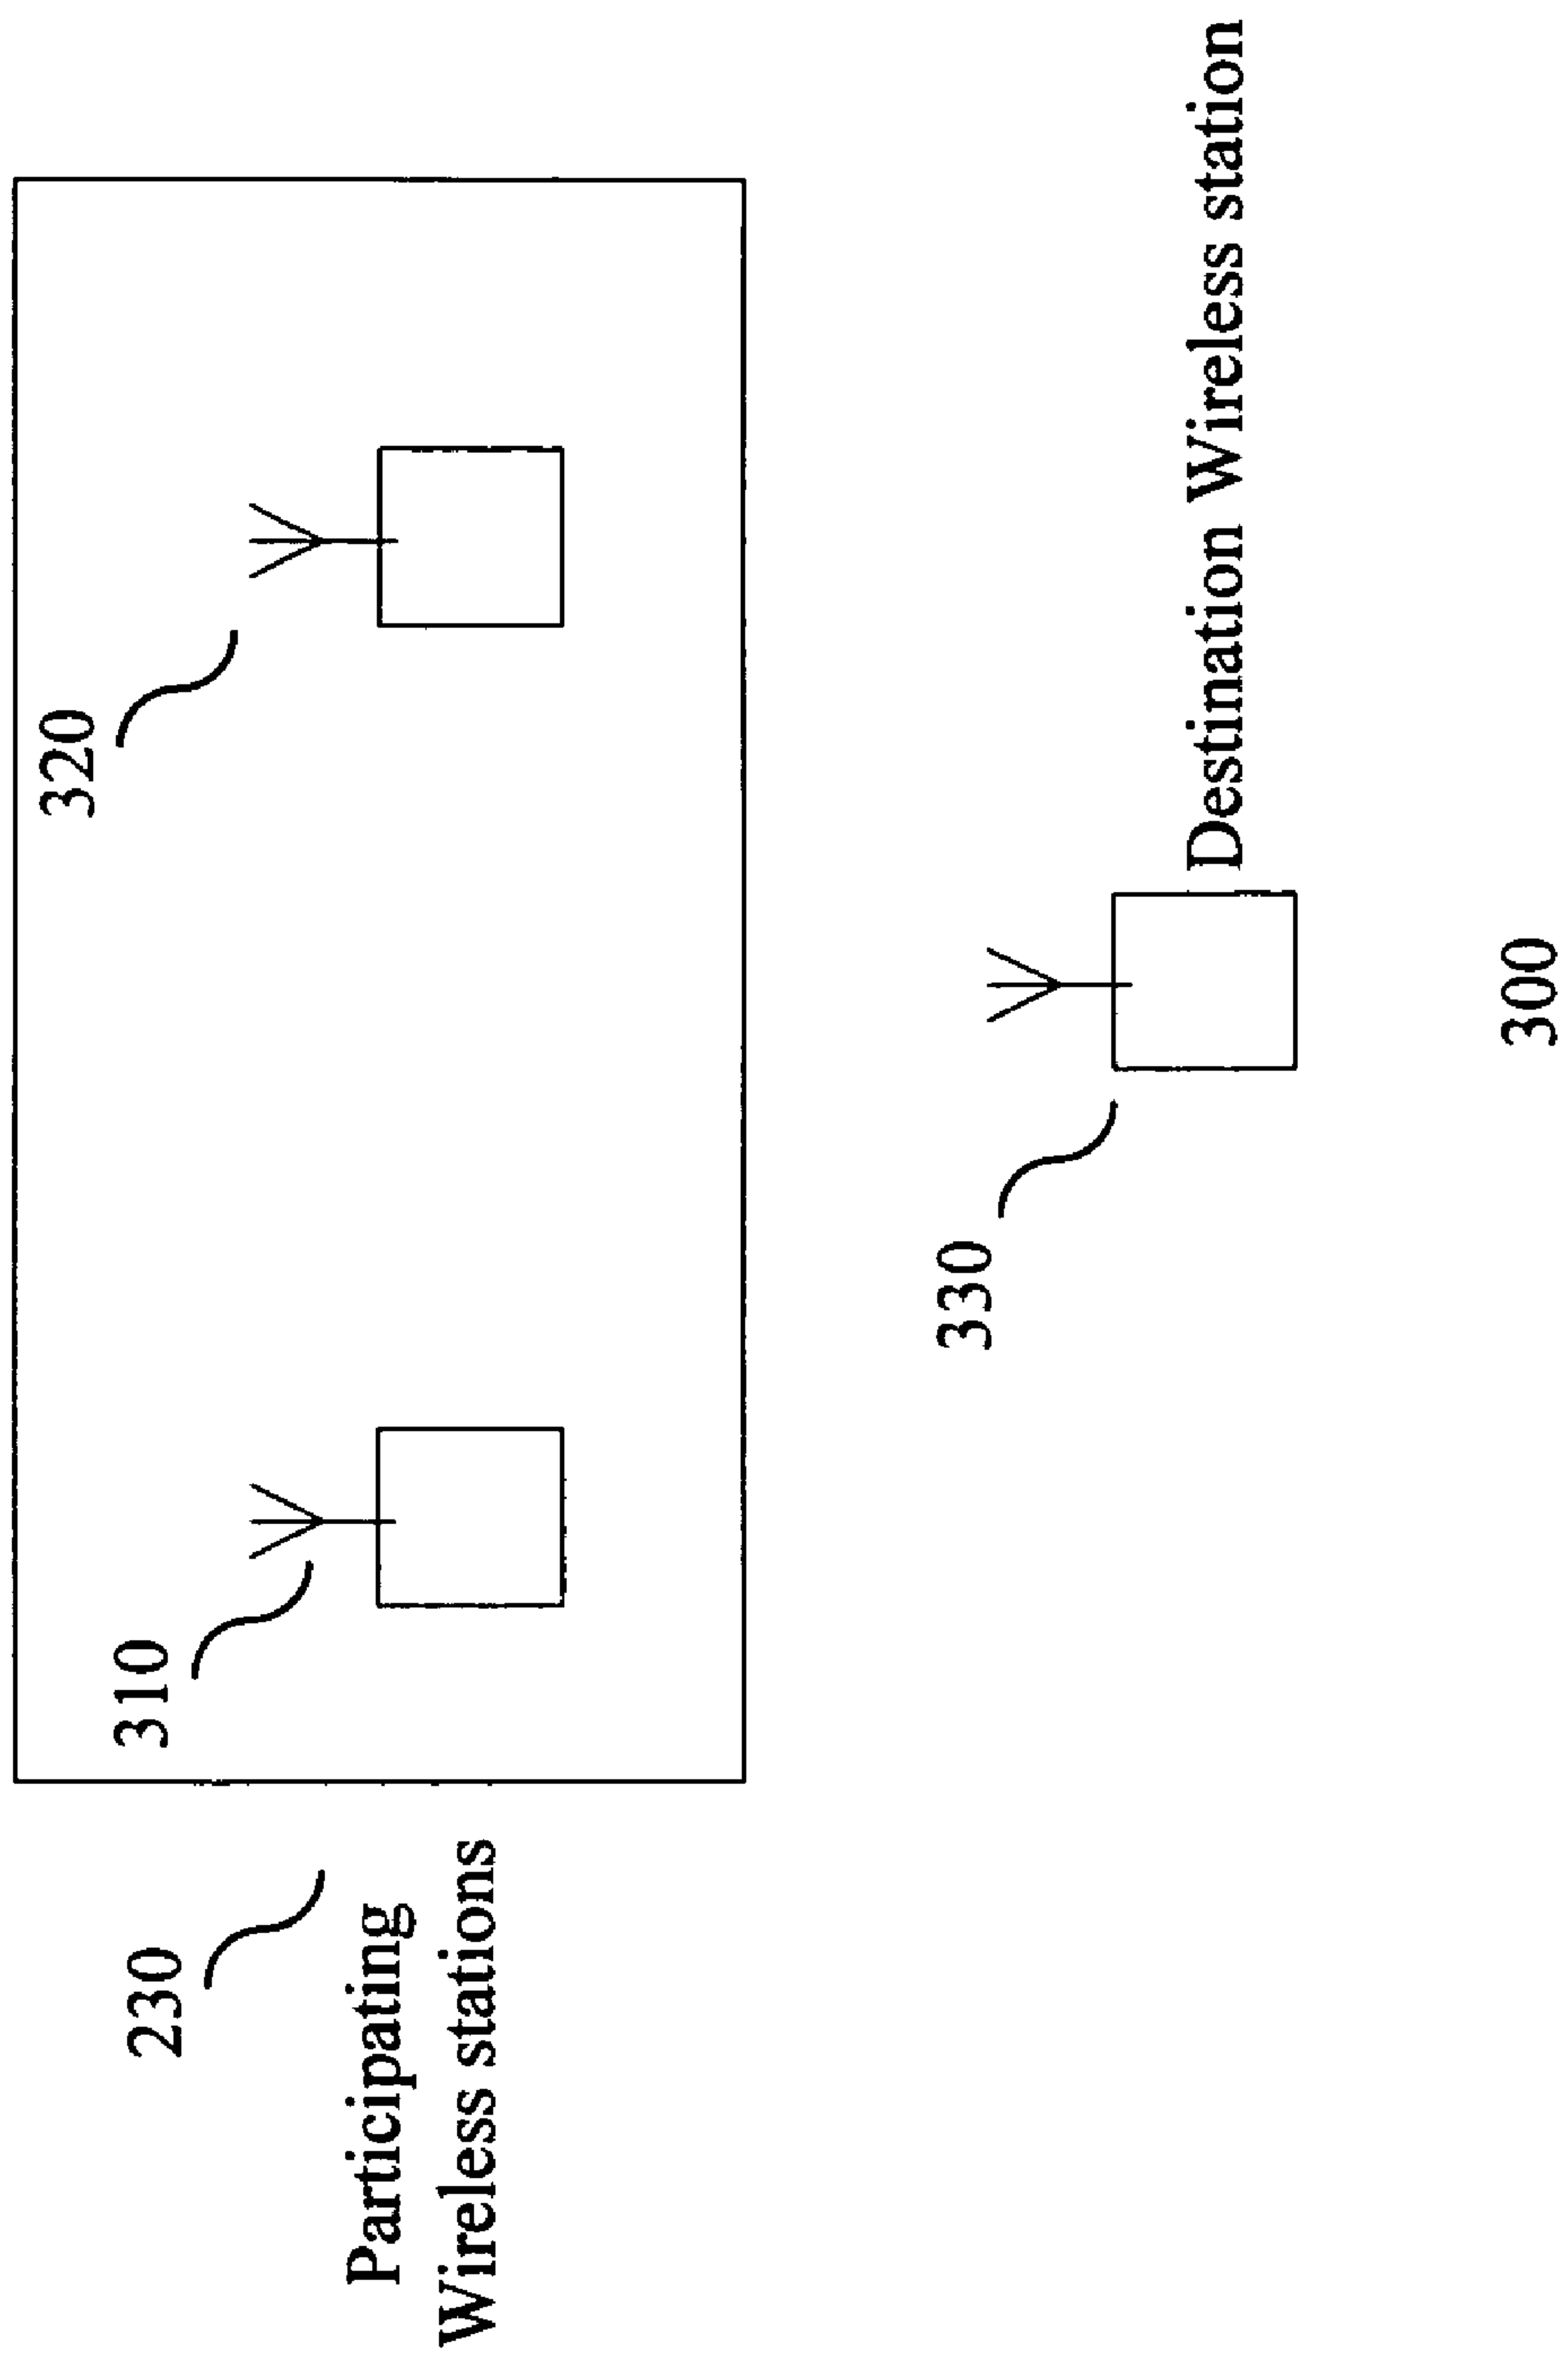 230
310
320
Participating
Wireless stations
330
Destination Wireless station
300